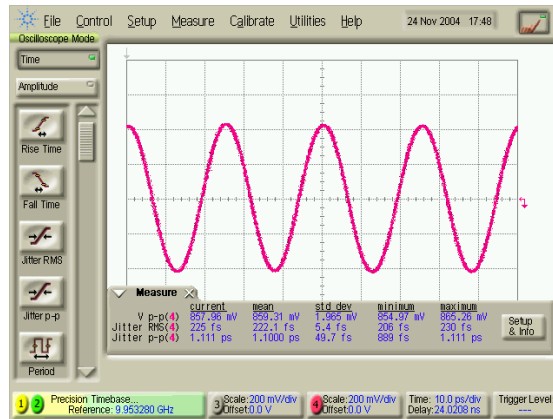 File Control Setup Measure Calibrate Utilities Help 24 Nov 2004 17:48
Oscilloscope Mode
Time
Amplitude
Rise Time
Fall Time
Jitter RMS
Jitter p-p
Period
Measure
current mean std dev minimum maximum
V p-p(4) 857.96 mV 859.31 mV 1.965 mV 854.97 mV 865.26 mV
Jitter RMS(4) 225 fs 222.1 fs 5.4 fs 206 fs 230 fs
Jitter p-p(4) 1.111 ps 1.1000 ps 49.7 fs 889 fs 1.111 ps
Setup
& Info
1 2 Precision Timebase...
Reference: 9.953280 GHz
3 Scale:200 mV/div
Offset:0.0 V
4 Scale:200 mV/div
Offset:0.0 V
Time: 10.0 ps/div
Delay:24.0208 ns
Trigger Level
---